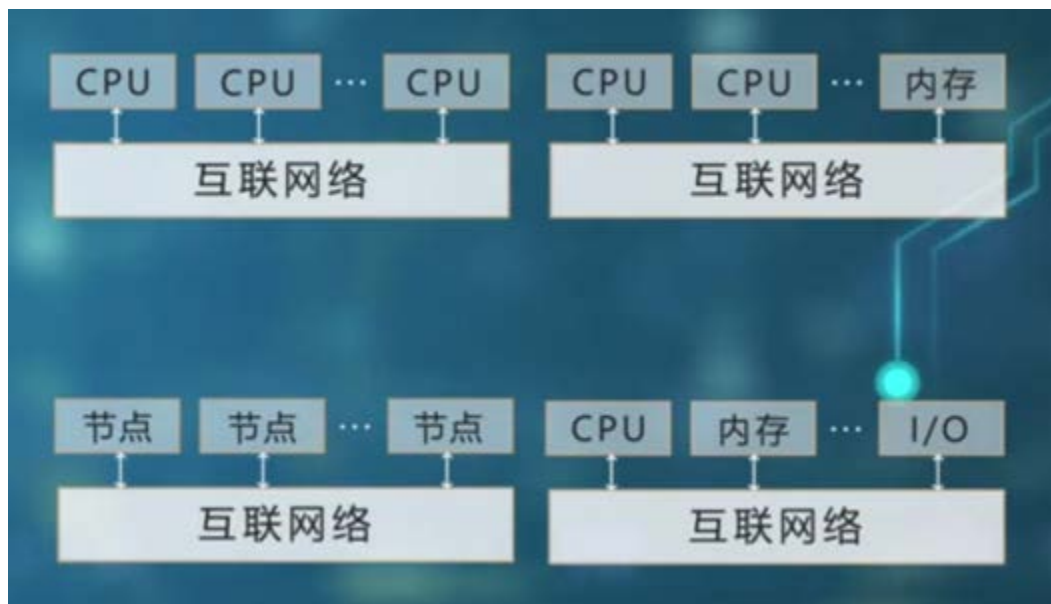 CPU CPU ... CPU
互联网络
CPU CPU ... 内存
互联网络
节点 节点 ... 节点
互联网络
CPU 内存 ... I/O
互联网络